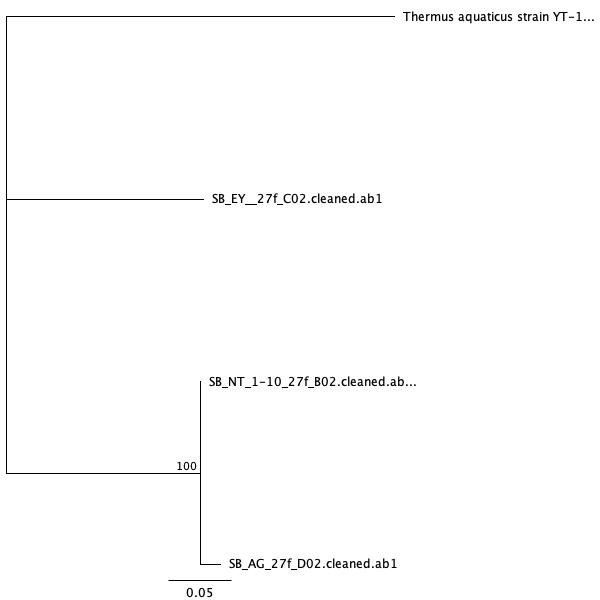 Thermus aquaticus strain YT-1...
SB_EY__27f_C02.cleaned.ab1
SB_NT_1-10_27f_B02.cleaned.ab...
100
SB_AG_27f_D02.cleaned.ab1
0.05